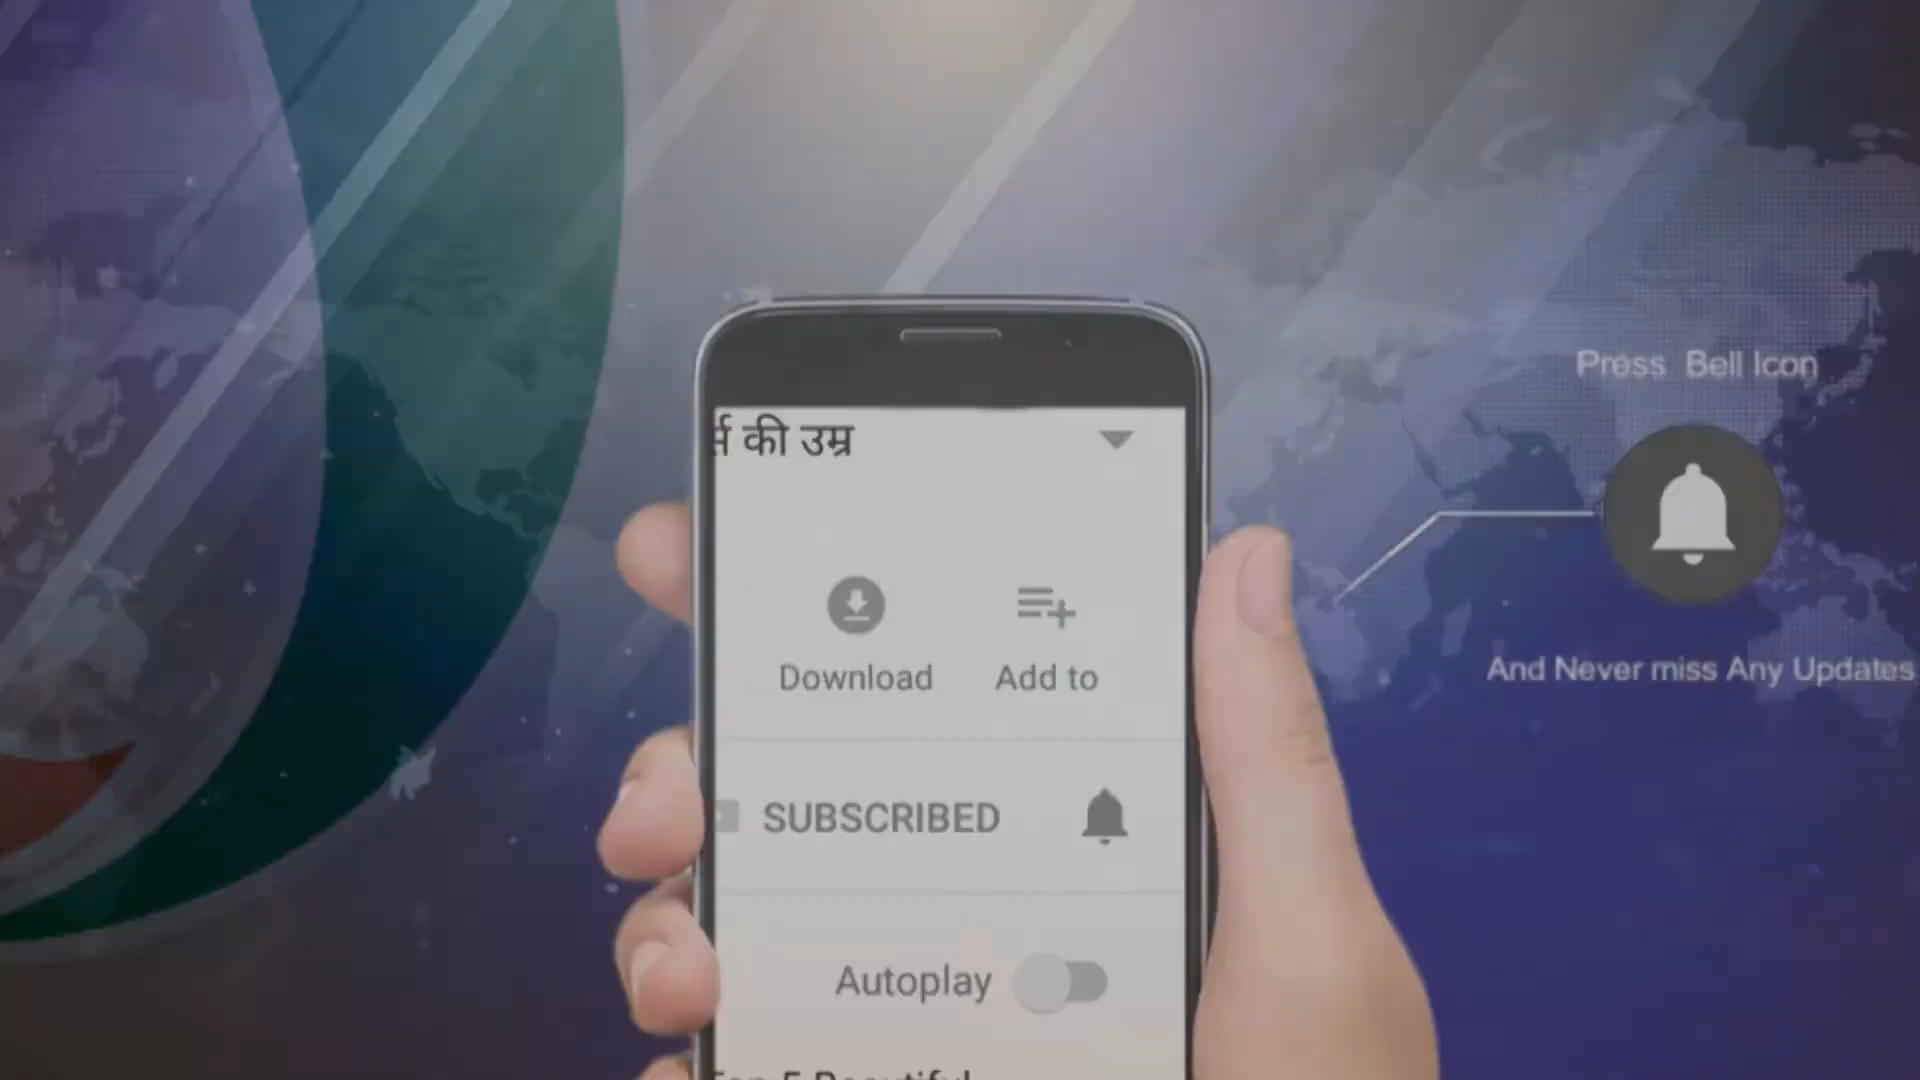 की उम्र
Press Bell Icon
Download
Add to
And Never miss Any Updates
SUBSCRIBED
Autoplay